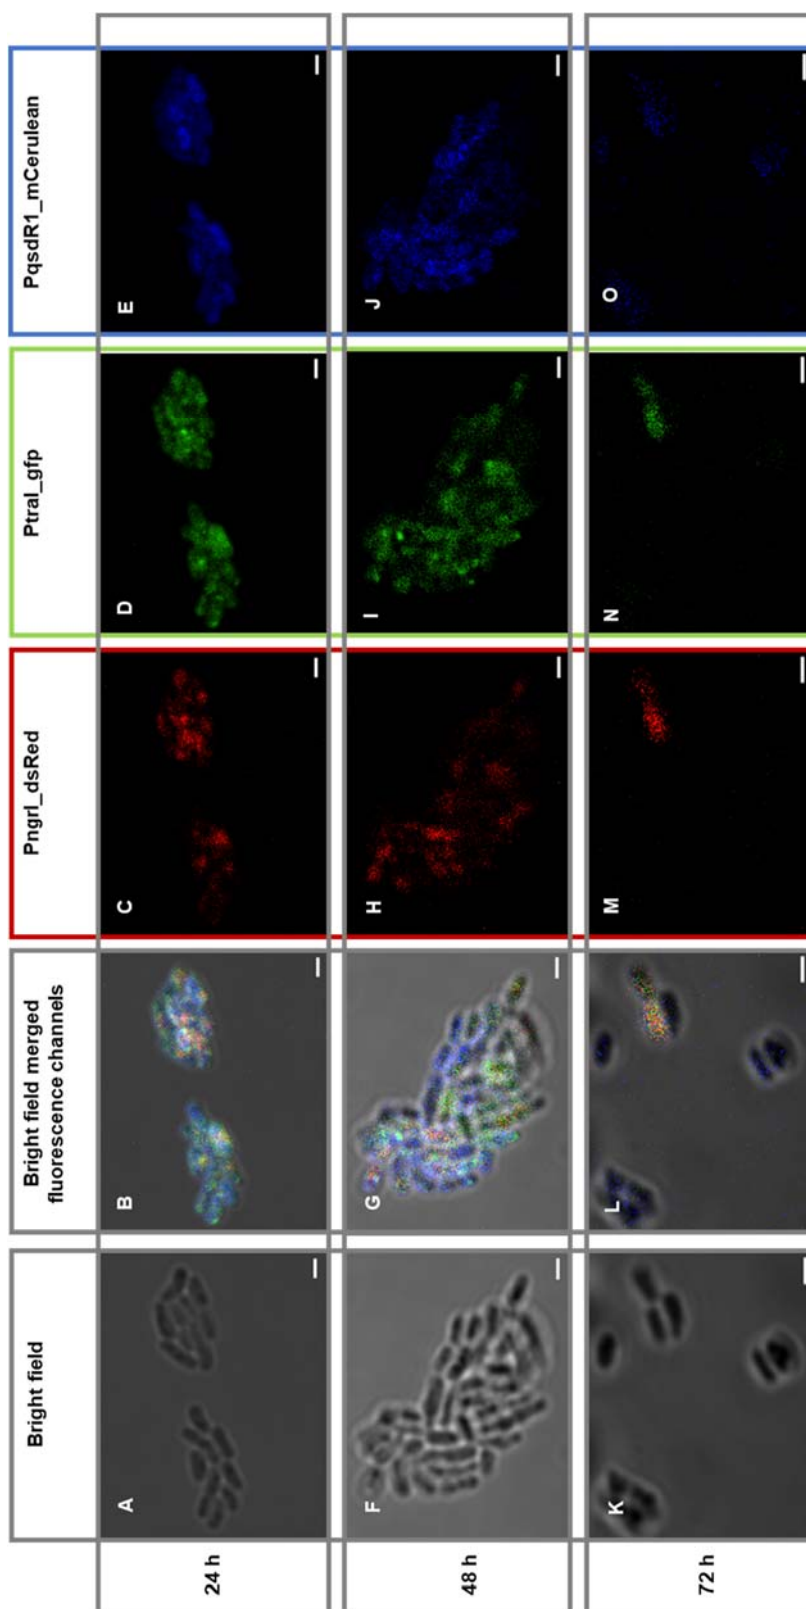 Bright field
Bright field merged
fluorescence channels
Pngrl_dsRed
Ptral_gfp
PqsdR1_mCerulean
24 h
A
B
C
D
E
48 h
F
G
H
I
J
72 h
K
L
M
N
O